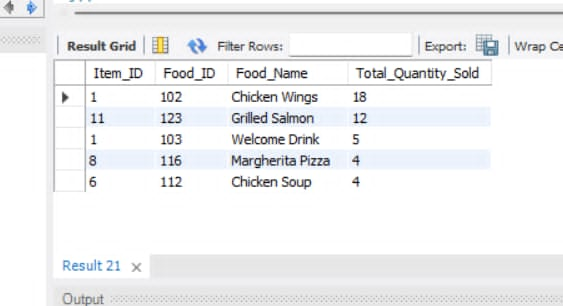 Result Grid Filter Rows: Export: Wrap Ce
Item_ID Food_ID Food_Name Total_Quantity_Sold
1 102 Chicken Wings 18
11 123 Grilled Salmon 12
1 103 Welcome Drink 5
8 116 Margherita Pizza 4
6 112 Chicken Soup 4
Result 21
Output